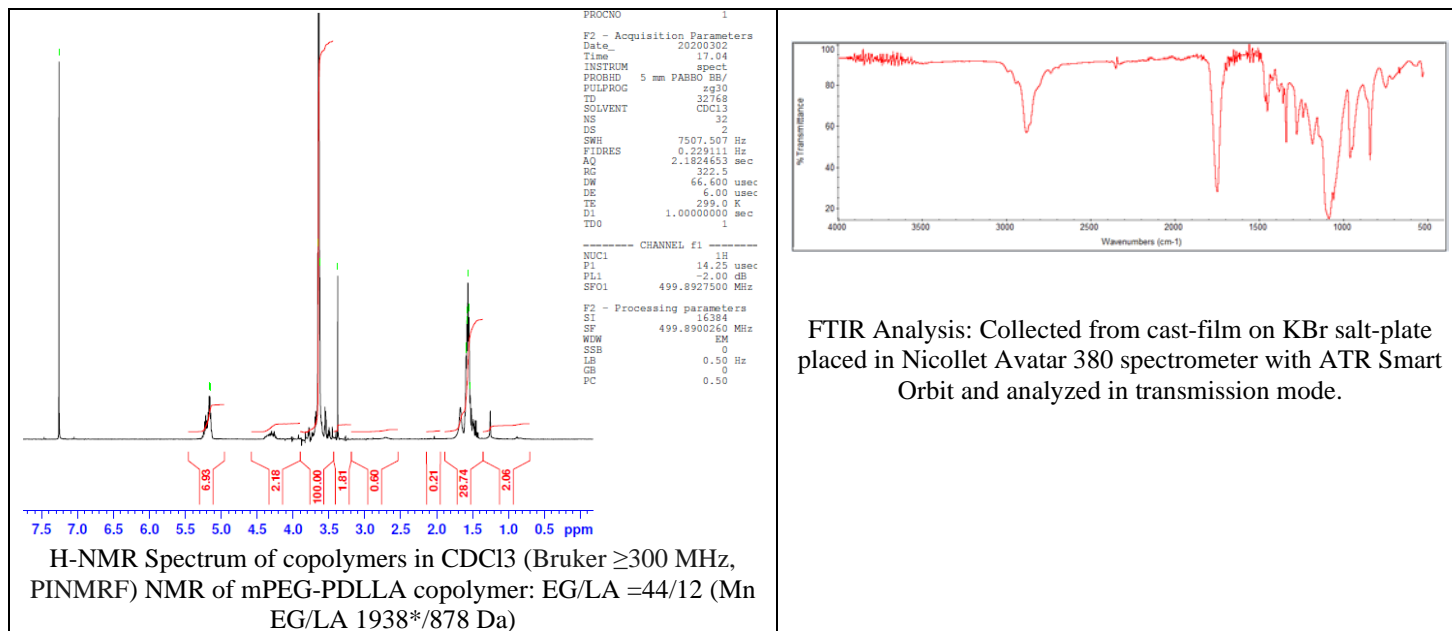 PROCNO 1
F2 - Acquisition Parameters
Date_ 20200302
Time 17.04
INSTRUM spect
PROBHD 5 mm PABBO BB/
PULPROG zg30
TD 32768
SOLVENT CDCl3
NS 32
DS 2
SWH 7507.507 Hz
FIDRES 0.229111 Hz
AQ 2.1824653 sec
RG 322.5
DW 66.600 usec
DE 6.00 usec
TE 299.0 K
D1 1.00000000 sec
TD0 1
======== CHANNEL f1 ========
NUC1 1H
P1 14.25 usec
PL1 -2.00 dB
SFO1 499.8927500 MHz
F2 - Processing parameters
SI 16384
SF 499.8900260 MHz
WDW EM
SSB 0
LB 0.50 Hz
GB 0
PC 0.50
6.93 2.18 100.00 1.81 0.60 0.21 28.74 2.06
7.5 7.0 6.5 6.0 5.5 5.0 4.5 4.0 3.5 3.0 2.5 2.0 1.5 1.0 0.5 ppm
H-NMR Spectrum of copolymers in CDCl3 (Bruker ≥300 MHz,
PINMRF) NMR of mPEG-PDLLA copolymer: EG/LA =44/12 (Mn
EG/LA 1938*/878 Da)
100
80
60
40
20
%Transmittance
4000 3500 3000 2500 2000 1500 1000 500
Wavenumbers (cm-1)
FTIR Analysis: Collected from cast-film on KBr salt-plate
placed in Nicollet Avatar 380 spectrometer with ATR Smart
Orbit and analyzed in transmission mode.